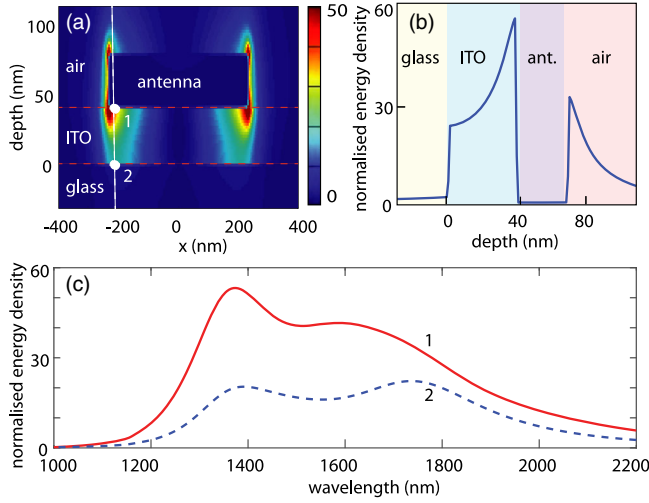 (a)
100
50
0
depth (nm)
air
ITO
glass
antenna
1
2
-400
-200
0
200
400
x (nm)
50
0
(b)
60
30
0
normalised energy density
glass
ITO
ant.
air
0
40
80
depth (nm)
(c)
60
30
0
normalised energy density
1
2
1000
1200
1400
1600
1800
2000
2200
wavelength (nm)